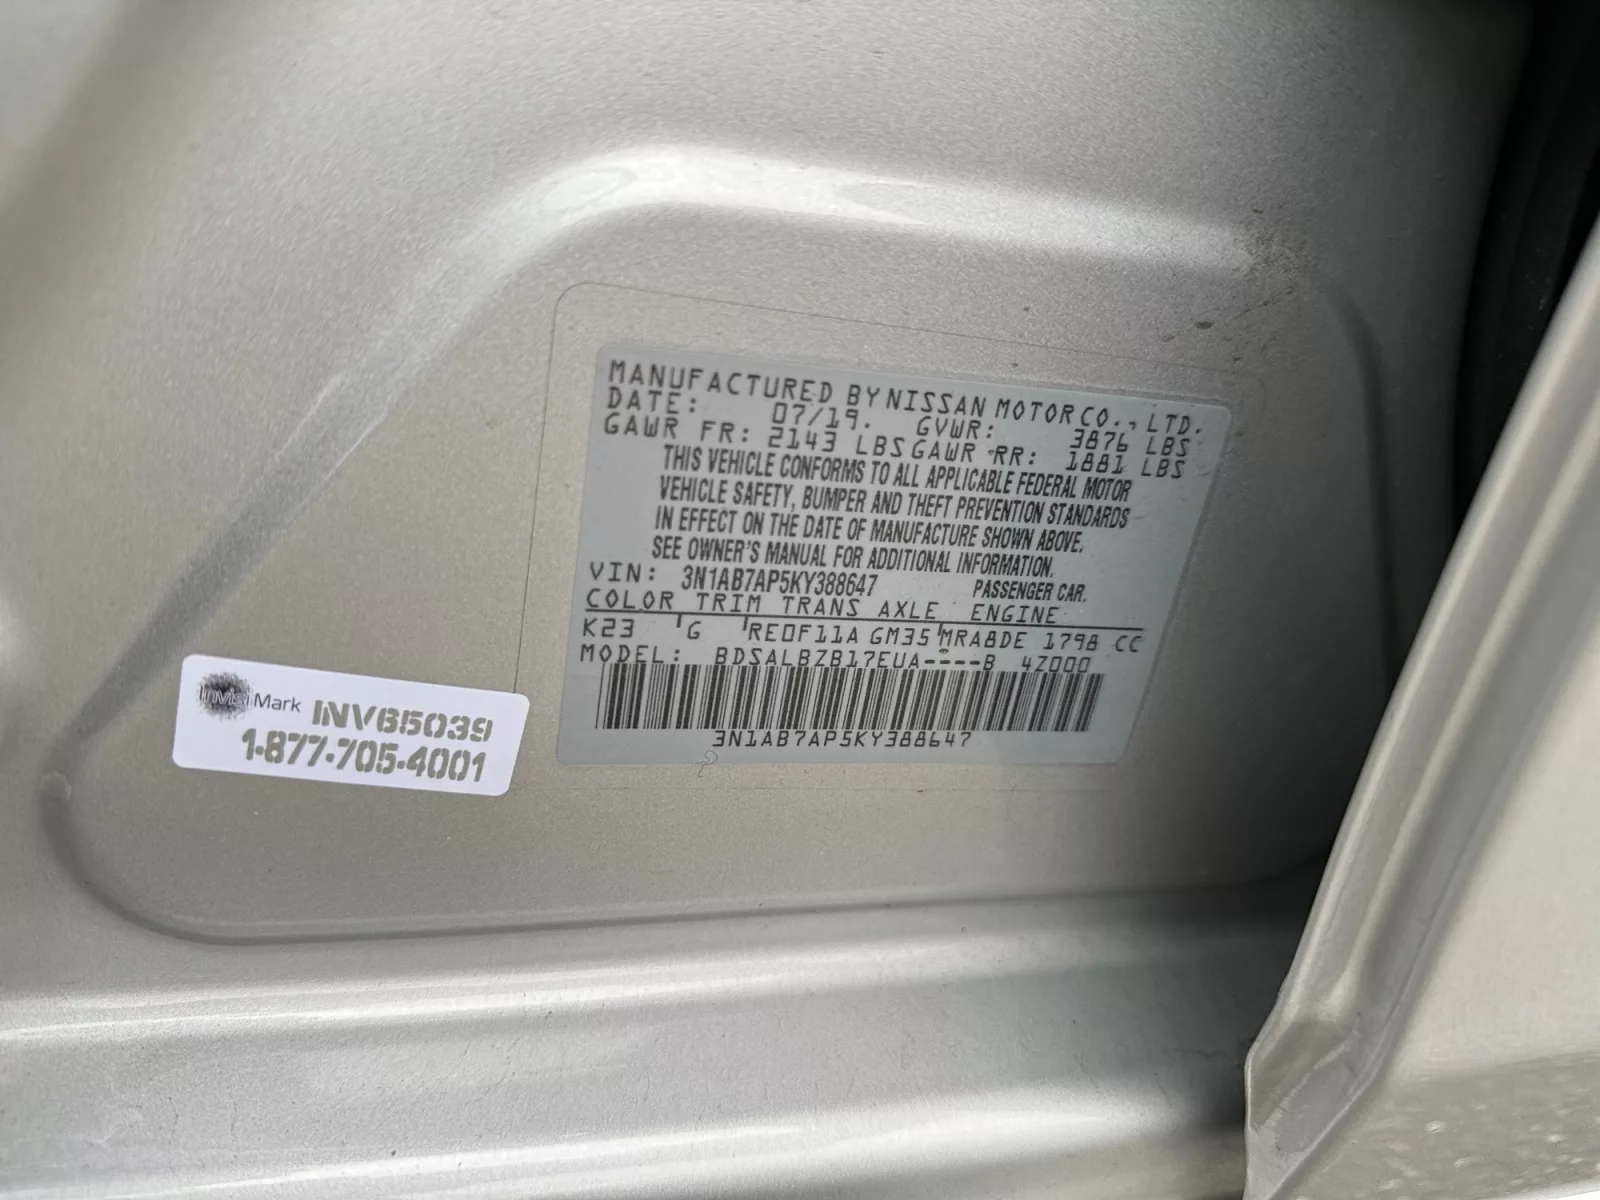 MANUFACTURED BY NISSAN MOTOR CO., LTD.
DATE: 07/19. GVWR: 3876 LBS
GAWR FR: 2143 LBS GAWR RR: 1881 LBS
THIS VEHICLE CONFORMS TO ALL APPLICABLE FEDERAL MOTOR
VEHICLE SAFETY, BUMPER AND THEFT PREVENTION STANDARDS
IN EFFECT ON THE DATE OF MANUFACTURE SHOWN ABOVE.
SEE OWNER'S MANUAL FOR ADDITIONAL INFORMATION.
VIN: 3N1AB7AP5KY388647 PASSENGER CAR.
COLOR TRIM TRANS AXLE ENGINE
K23 G RE0F11A GM35 MRA8DE 1798 CC
MODEL: BDSALBZB17EUA----B 4Z000
3N1AB7AP5KY388647
InvisiMark INV65039
1-877-705-4001